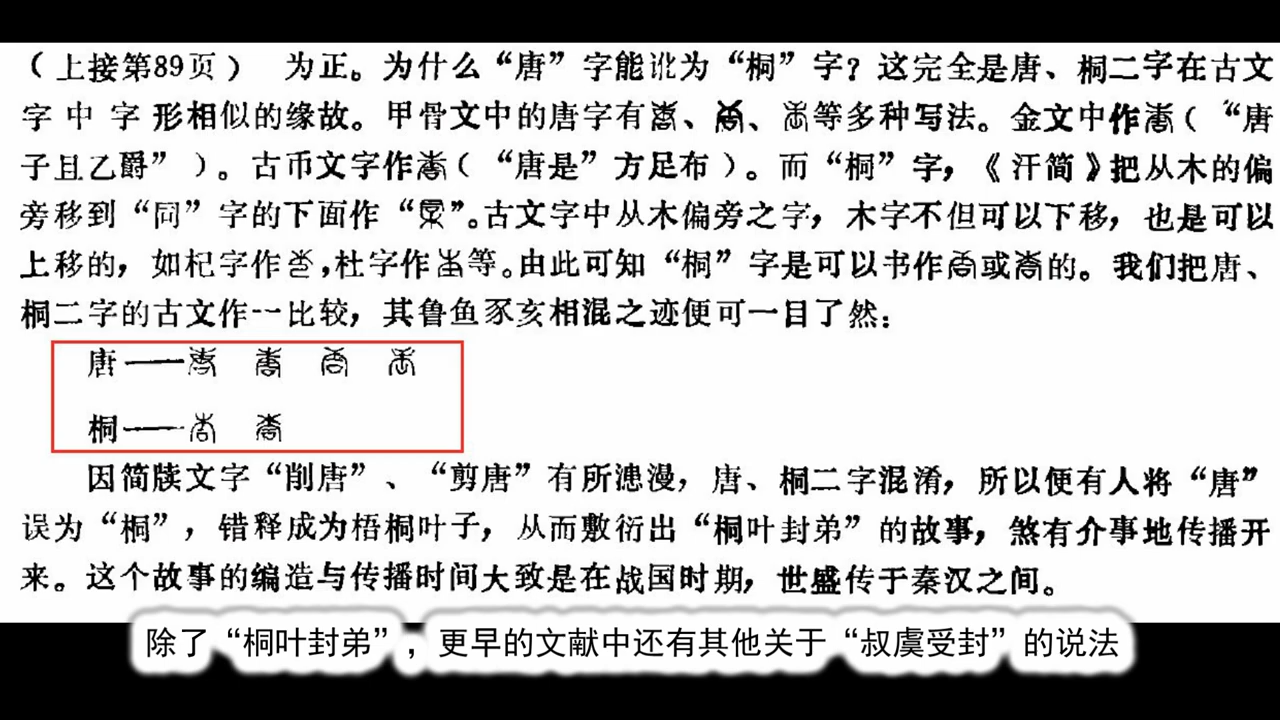 （上接第89页） 为正。为什么“唐”字能讹为“桐”字？这完全是唐、桐二字在古文
字中字形相似的缘故。甲骨文中的唐字有、、等多种写法。金文中作（“唐
子且乙爵”）。古币文字作（“唐是”方足布）。而“桐”字，《汗简》把从木的偏
旁移到“同”字的下面作“”。古文字中从木偏旁之字，木字不但可以下移，也是可以
上移的，如杞字作，杜字作等。由此可知“桐”字是可以书作或的。我们把唐、
桐二字的古文作一比较，其鲁鱼豕亥相混之迹便可一目了然：
唐——
桐——
因简牍文字“削唐”、“剪唐”有所漶漫，唐、桐二字混淆，所以便有人将“唐”
误为“桐”，错释成为梧桐叶子，从而敷衍出“桐叶封弟”的故事，煞有介事地传播开
来。这个故事的编造与传播时间大致是在战国时期，世盛传于秦汉之间。
除了“桐叶封弟”，更早的文献中还有其他关于“叔虞受封”的说法